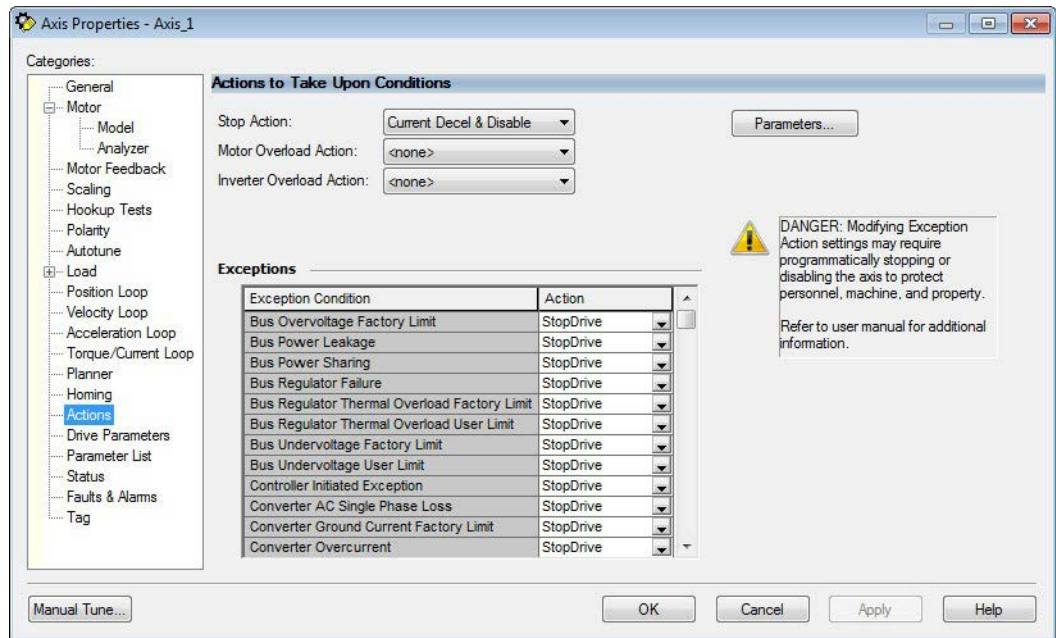 Axis Properties - Axis_1
Categories:
General
Motor
Model
Analyzer
Motor Feedback
Scaling
Hookup Tests
Polarity
Autotune
Load
Position Loop
Velocity Loop
Acceleration Loop
Torque/Current Loop
Planner
Homing
Actions
Drive Parameters
Parameter List
Status
Faults & Alarms
Tag
Actions to Take Upon Conditions
Stop Action: Current Decel & Disable
Motor Overload Action: <none>
Inverter Overload Action: <none>
Parameters...
DANGER: Modifying Exception
Action settings may require
programmatically stopping or
disabling the axis to protect
personnel, machine, and property.
Refer to user manual for additional
information.
Exceptions
Exception Condition Action
Bus Overvoltage Factory Limit StopDrive
Bus Power Leakage StopDrive
Bus Power Sharing StopDrive
Bus Regulator Failure StopDrive
Bus Regulator Thermal Overload Factory Limit StopDrive
Bus Regulator Thermal Overload User Limit StopDrive
Bus Undervoltage Factory Limit StopDrive
Bus Undervoltage User Limit StopDrive
Controller Initiated Exception StopDrive
Converter AC Single Phase Loss StopDrive
Converter Ground Current Factory Limit StopDrive
Converter Overcurrent StopDrive
Manual Tune... OK Cancel Apply Help